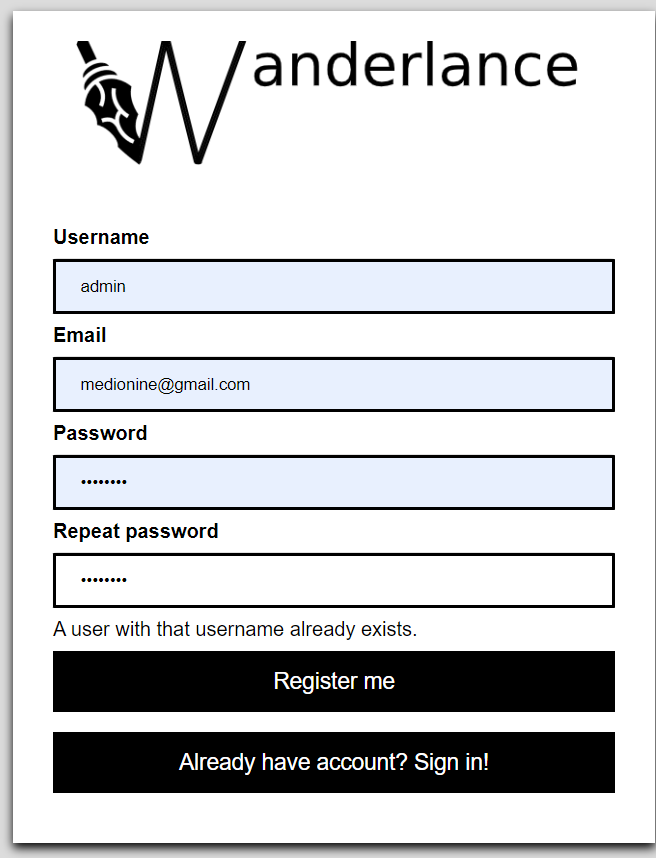 Wanderlance
Username
admin
Email
medionine@gmail.com
Password
••••••••
Repeat password
••••••••
A user with that username already exists.
Register me
Already have account? Sign in!